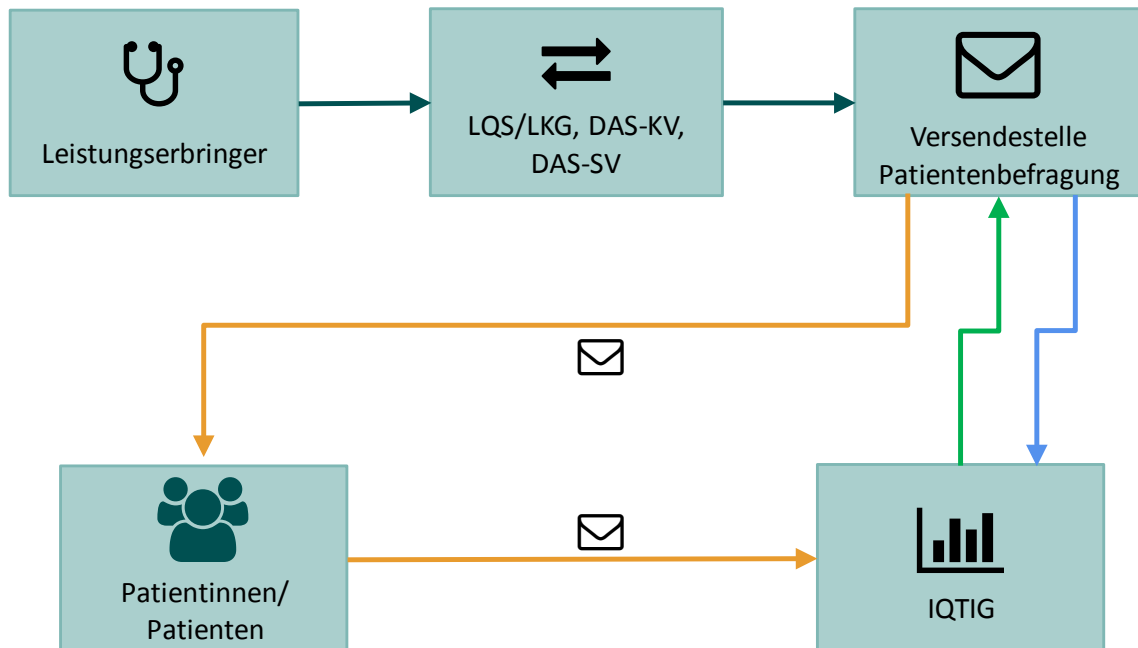 Leistungserbringer
LQS/LKG, DAS-KV,
DAS-SV
Versendestelle
Patientenbefragung
Patientinnen/
Patienten
IQTIG